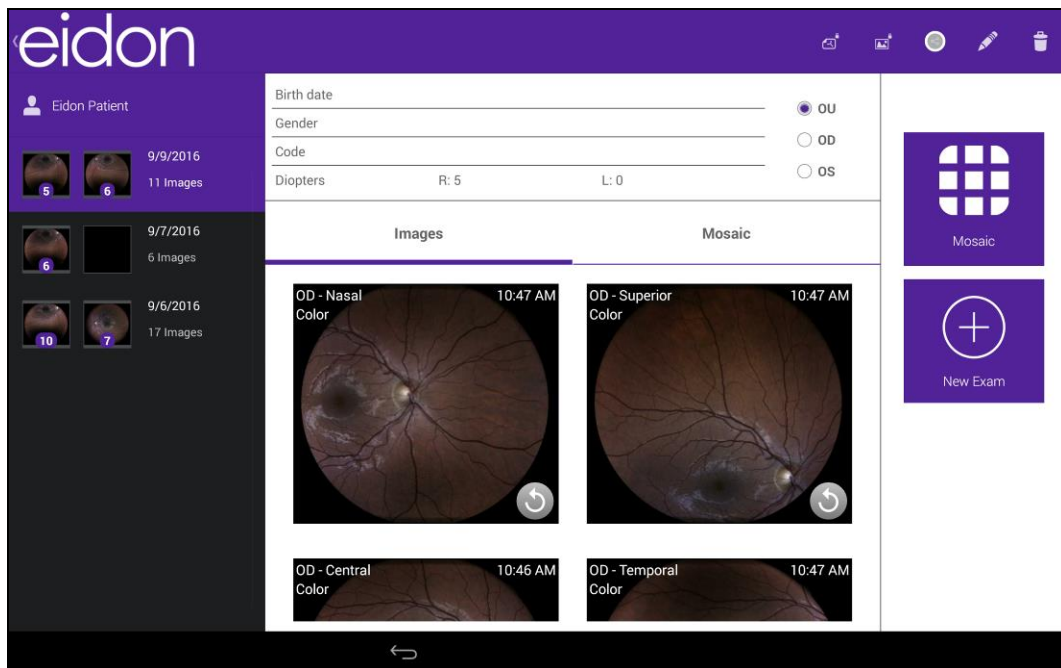 eidon
Eidon Patient
9/9/2016
5 6 11 Images
9/7/2016
6 6 Images
9/6/2016
10 7 17 Images
Birth date
Gender
Code
Diopters R: 5 L: 0
OU
OD
OS
Images Mosaic
OD - Nasal 10:47 AM
Color
OD - Superior 10:47 AM
Color
OD - Central 10:46 AM
Color
OD - Temporal 10:47 AM
Color
Mosaic
New Exam